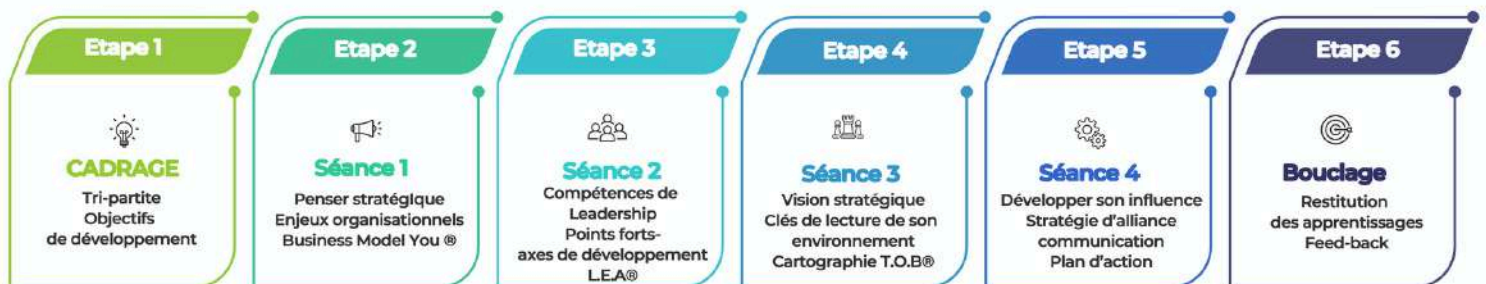 Etape 1
CADRAGE
Tri-partite
Objectifs
de développement
Etape 2
Séance 1
Penser stratégique
Enjeux organisationnels
Business Model You ®
Etape 3
Séance 2
Compétences de
Leadership
Points forts-
axes de développement
L.E.A®
Etape 4
Séance 3
Vision stratégique
Clés de lecture de son
environnement
Cartographie T.O.B®
Etape 5
Séance 4
Développer son influence
Stratégie d'alliance
communication
Plan d'action
Etape 6
Bouclage
Restitution
des apprentissages
Feed-back